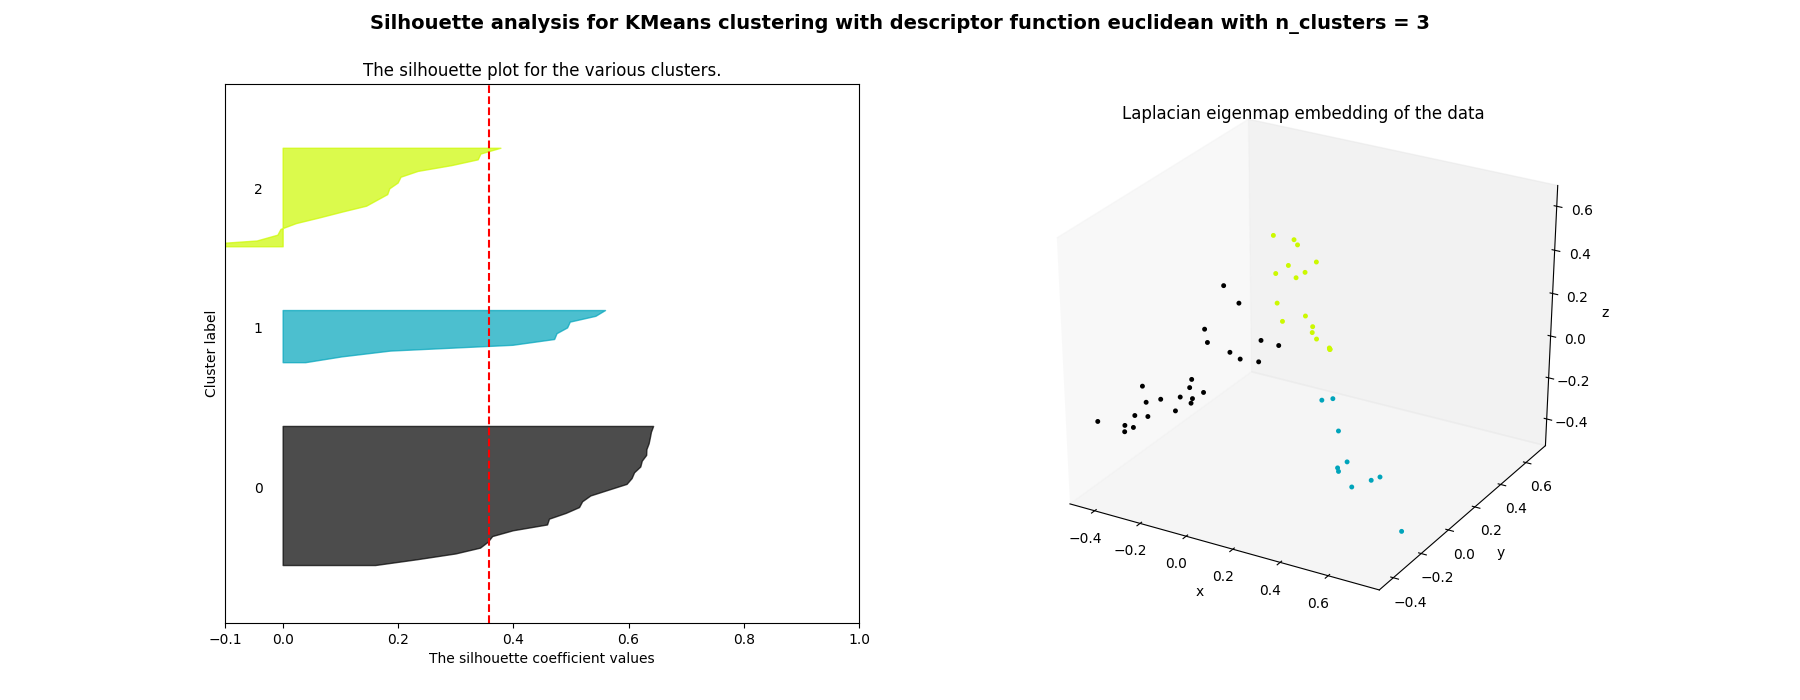 Silhouette analysis for KMeans clustering with descriptor function euclidean with n_clusters = 3
The silhouette plot for the various clusters.
Cluster label
2
1
0
−0.1 0.0 0.2 0.4 0.6 0.8 1.0
The silhouette coefficient values
Laplacian eigenmap embedding of the data
0.6
0.4
0.2
0.0
−0.2
−0.4
z
−0.4
−0.2
0.0
0.2
0.4
0.6
x
0.6
0.4
0.2
0.0
−0.2
−0.4
y